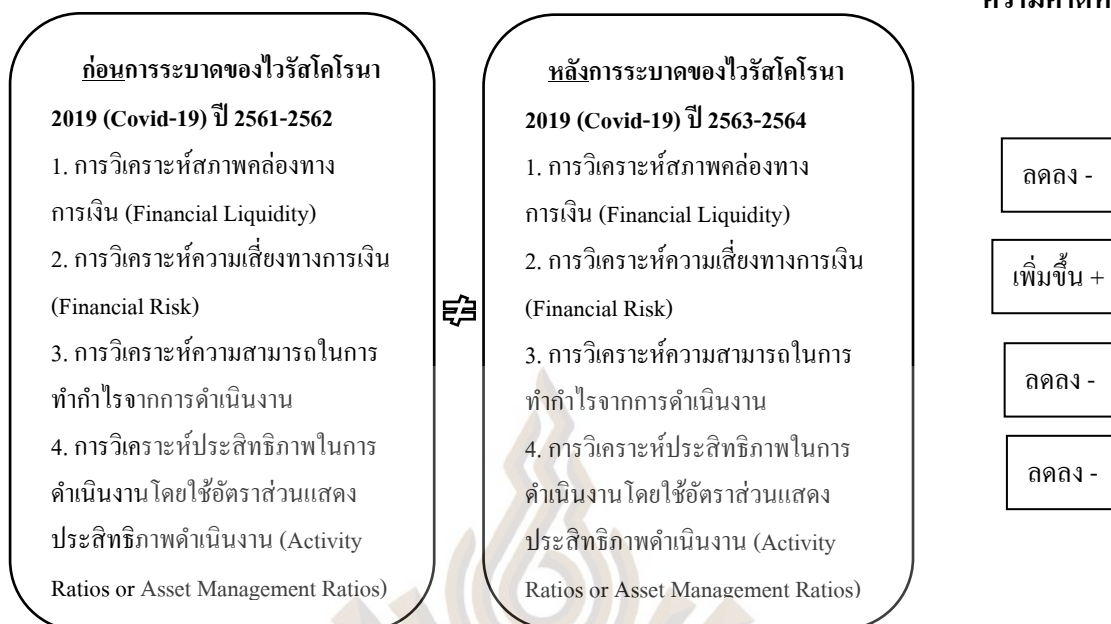 ก่อนการระบาดของไวรัสโคโรนา
2019 (Covid-19) ปี 2561-2562
1. การวิเคราะห์สภาพคล่องทาง
การเงิน (Financial Liquidity)
2. การวิเคราะห์ความเสี่ยงทางการเงิน
(Financial Risk)
3. การวิเคราะห์ความสามารถในการ
ทำกำไรจากการดำเนินงาน
4. การวิเคราะห์ประสิทธิภาพในการ
ดำเนินงานโดยใช้อัตราส่วนแสดง
ประสิทธิภาพดำเนินงาน (Activity
Ratios or Asset Management Ratios)
≠
หลังการระบาดของไวรัสโคโรนา
2019 (Covid-19) ปี 2563-2564
1. การวิเคราะห์สภาพคล่องทาง
การเงิน (Financial Liquidity)
2. การวิเคราะห์ความเสี่ยงทางการเงิน
(Financial Risk)
3. การวิเคราะห์ความสามารถในการ
ทำกำไรจากการดำเนินงาน
4. การวิเคราะห์ประสิทธิภาพในการ
ดำเนินงานโดยใช้อัตราส่วนแสดง
ประสิทธิภาพดำเนินงาน (Activity
Ratios or Asset Management Ratios)
ลดลง -
เพิ่มขึ้น +
ลดลง -
ลดลง -